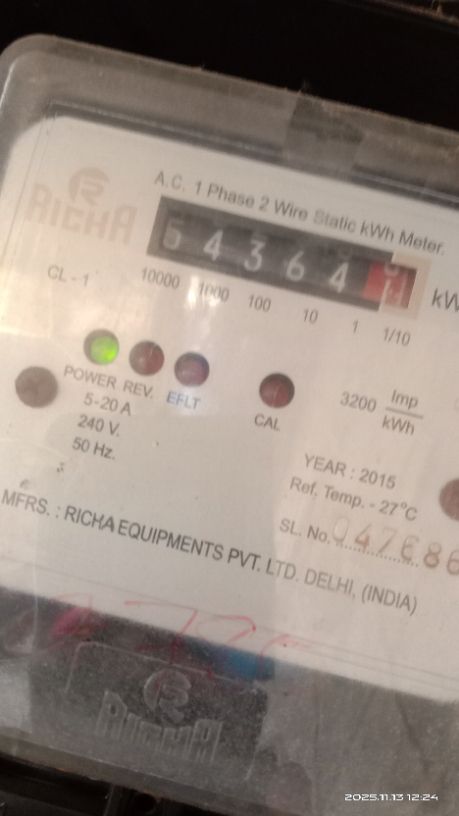 A.C. 1 Phase 2 Wire Static kWh Meter.
RICHA
54364
CL - 1
10000 1000 100 10 1 1/10
POWER REV. EFLT
CAL
3200 Imp/kWh
5-20 A
240 V.
50 Hz.
YEAR : 2015
Ref. Temp. - 27°C
SL. No. 047686
MFRS. : RICHA EQUIPMENTS PVT. LTD. DELHI, (INDIA)
RICHA
2025.11.13 12:24